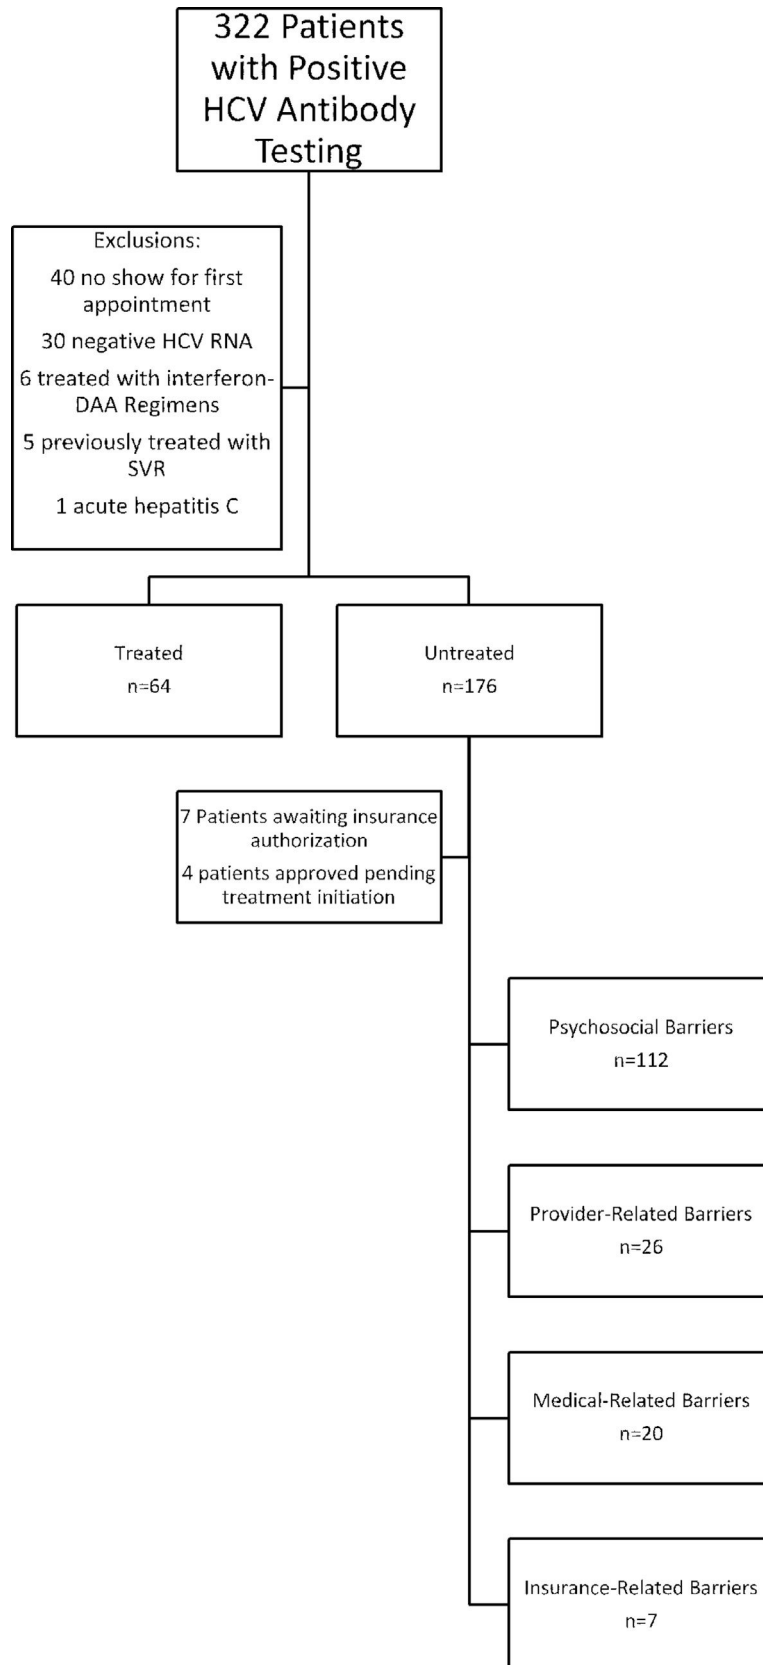 322 Patients
with Positive
HCV Antibody
Testing
Exclusions:
40 no show for first
appointment
30 negative HCV RNA
6 treated with interferon-
DAA Regimens
5 previously treated with
SVR
1 acute hepatitis C
Treated
n=64
Untreated
n=176
7 Patients awaiting insurance
authorization
4 patients approved pending
treatment initiation
Psychosocial Barriers
n=112
Provider-Related Barriers
n=26
Medical-Related Barriers
n=20
Insurance-Related Barriers
n=7